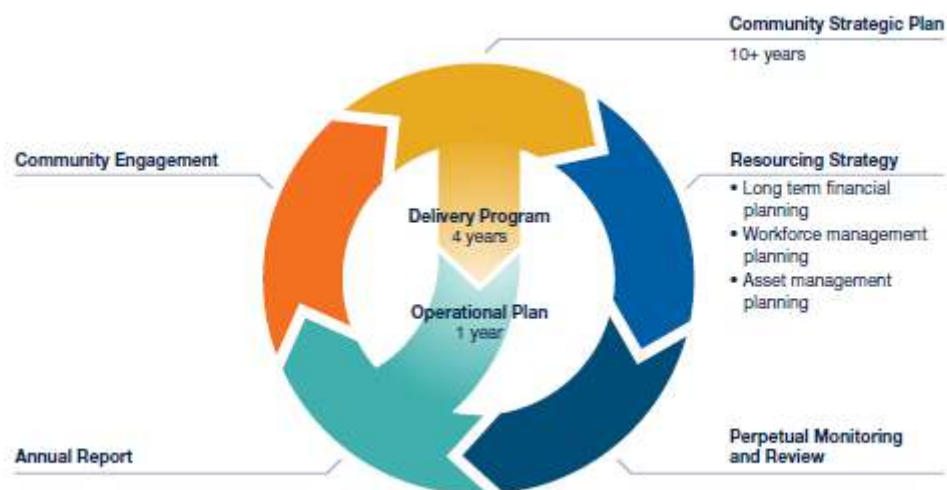 Community Strategic Plan
10+ years
Community Engagement
Resourcing Strategy
• Long term financial
planning
• Workforce management
planning
• Asset management
planning
Delivery Program
4 years
Operational Plan
1 year
Annual Report
Perpetual Monitoring
and Review